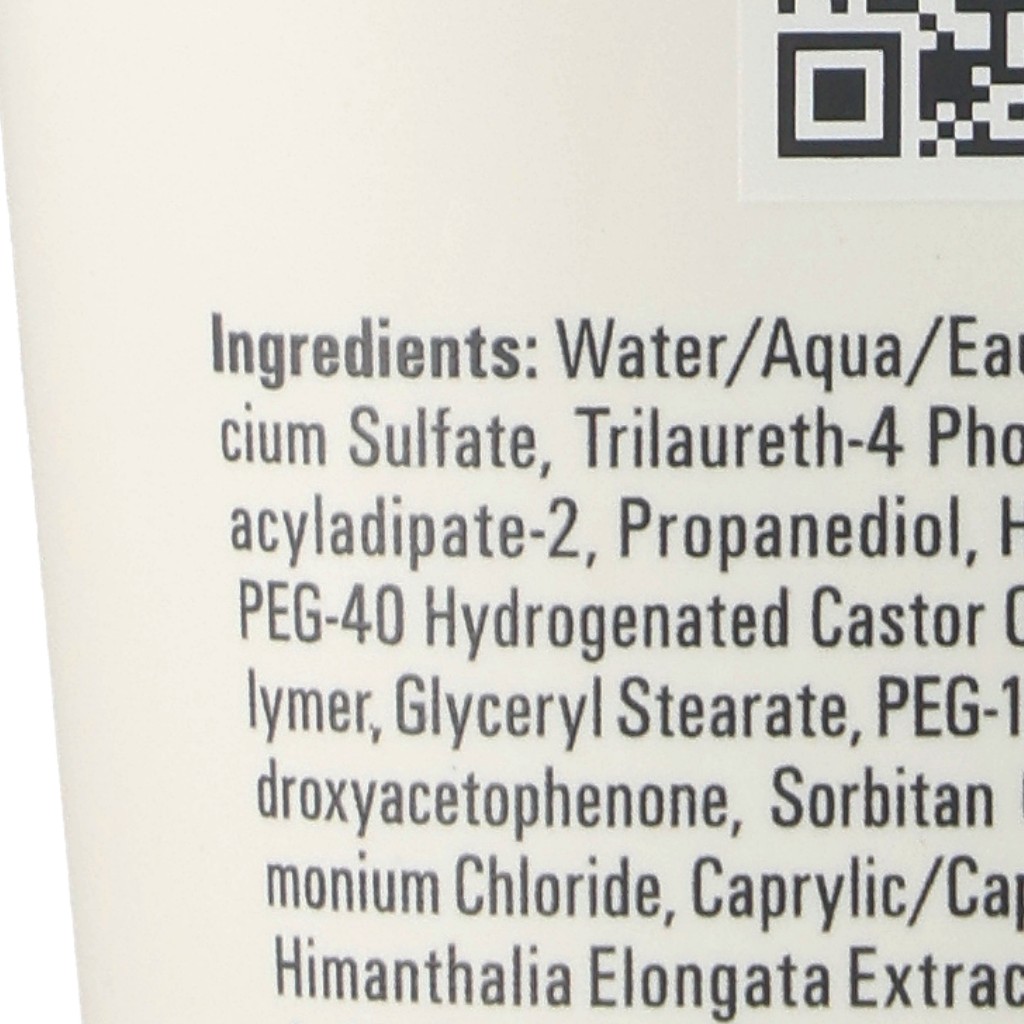 Ingredients: Water/Aqua/Eau
cium Sulfate, Trilaureth-4 Pho
acyladipate-2, Propanediol, H
PEG-40 Hydrogenated Castor
lymer, Glyceryl Stearate, PEG-1
droxyacetophenone, Sorbitan
monium Chloride, Caprylic/Cap
Himanthalia Elongata Extrac